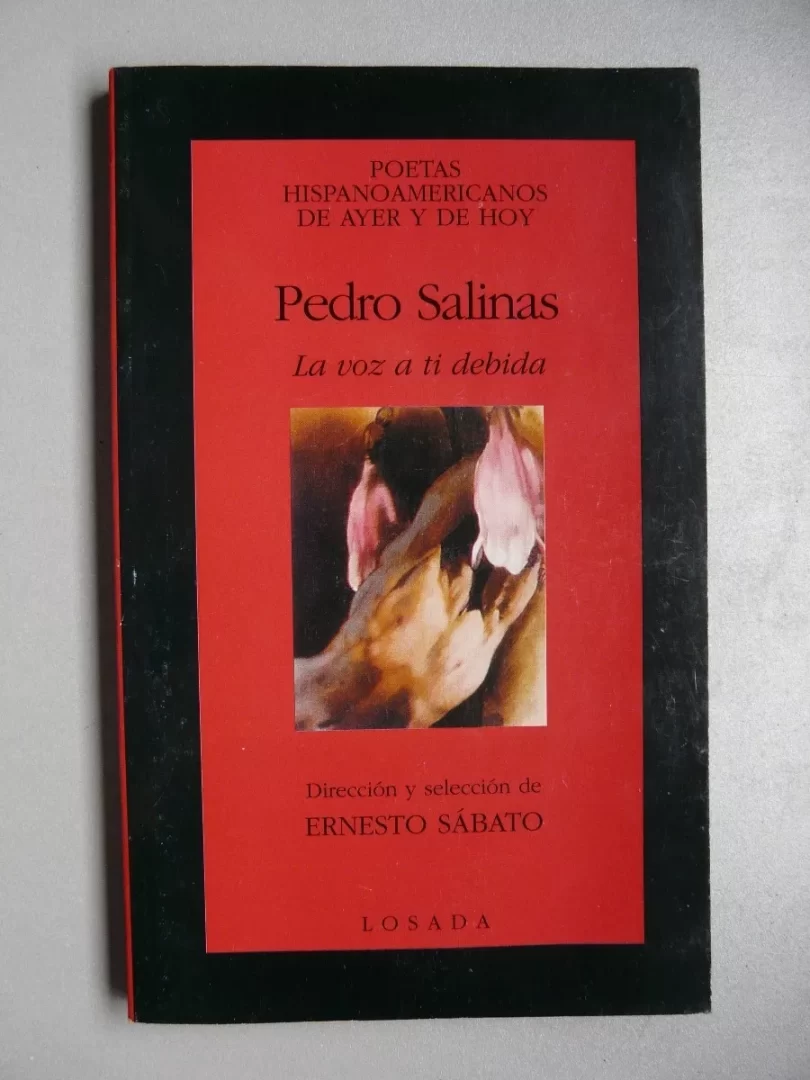 POETAS
HISPANOAMERICANOS
DE AYER Y DE HOY
Pedro Salinas
La voz a ti debida
Dirección y selección de
ERNESTO SÁBATO
LOSADA